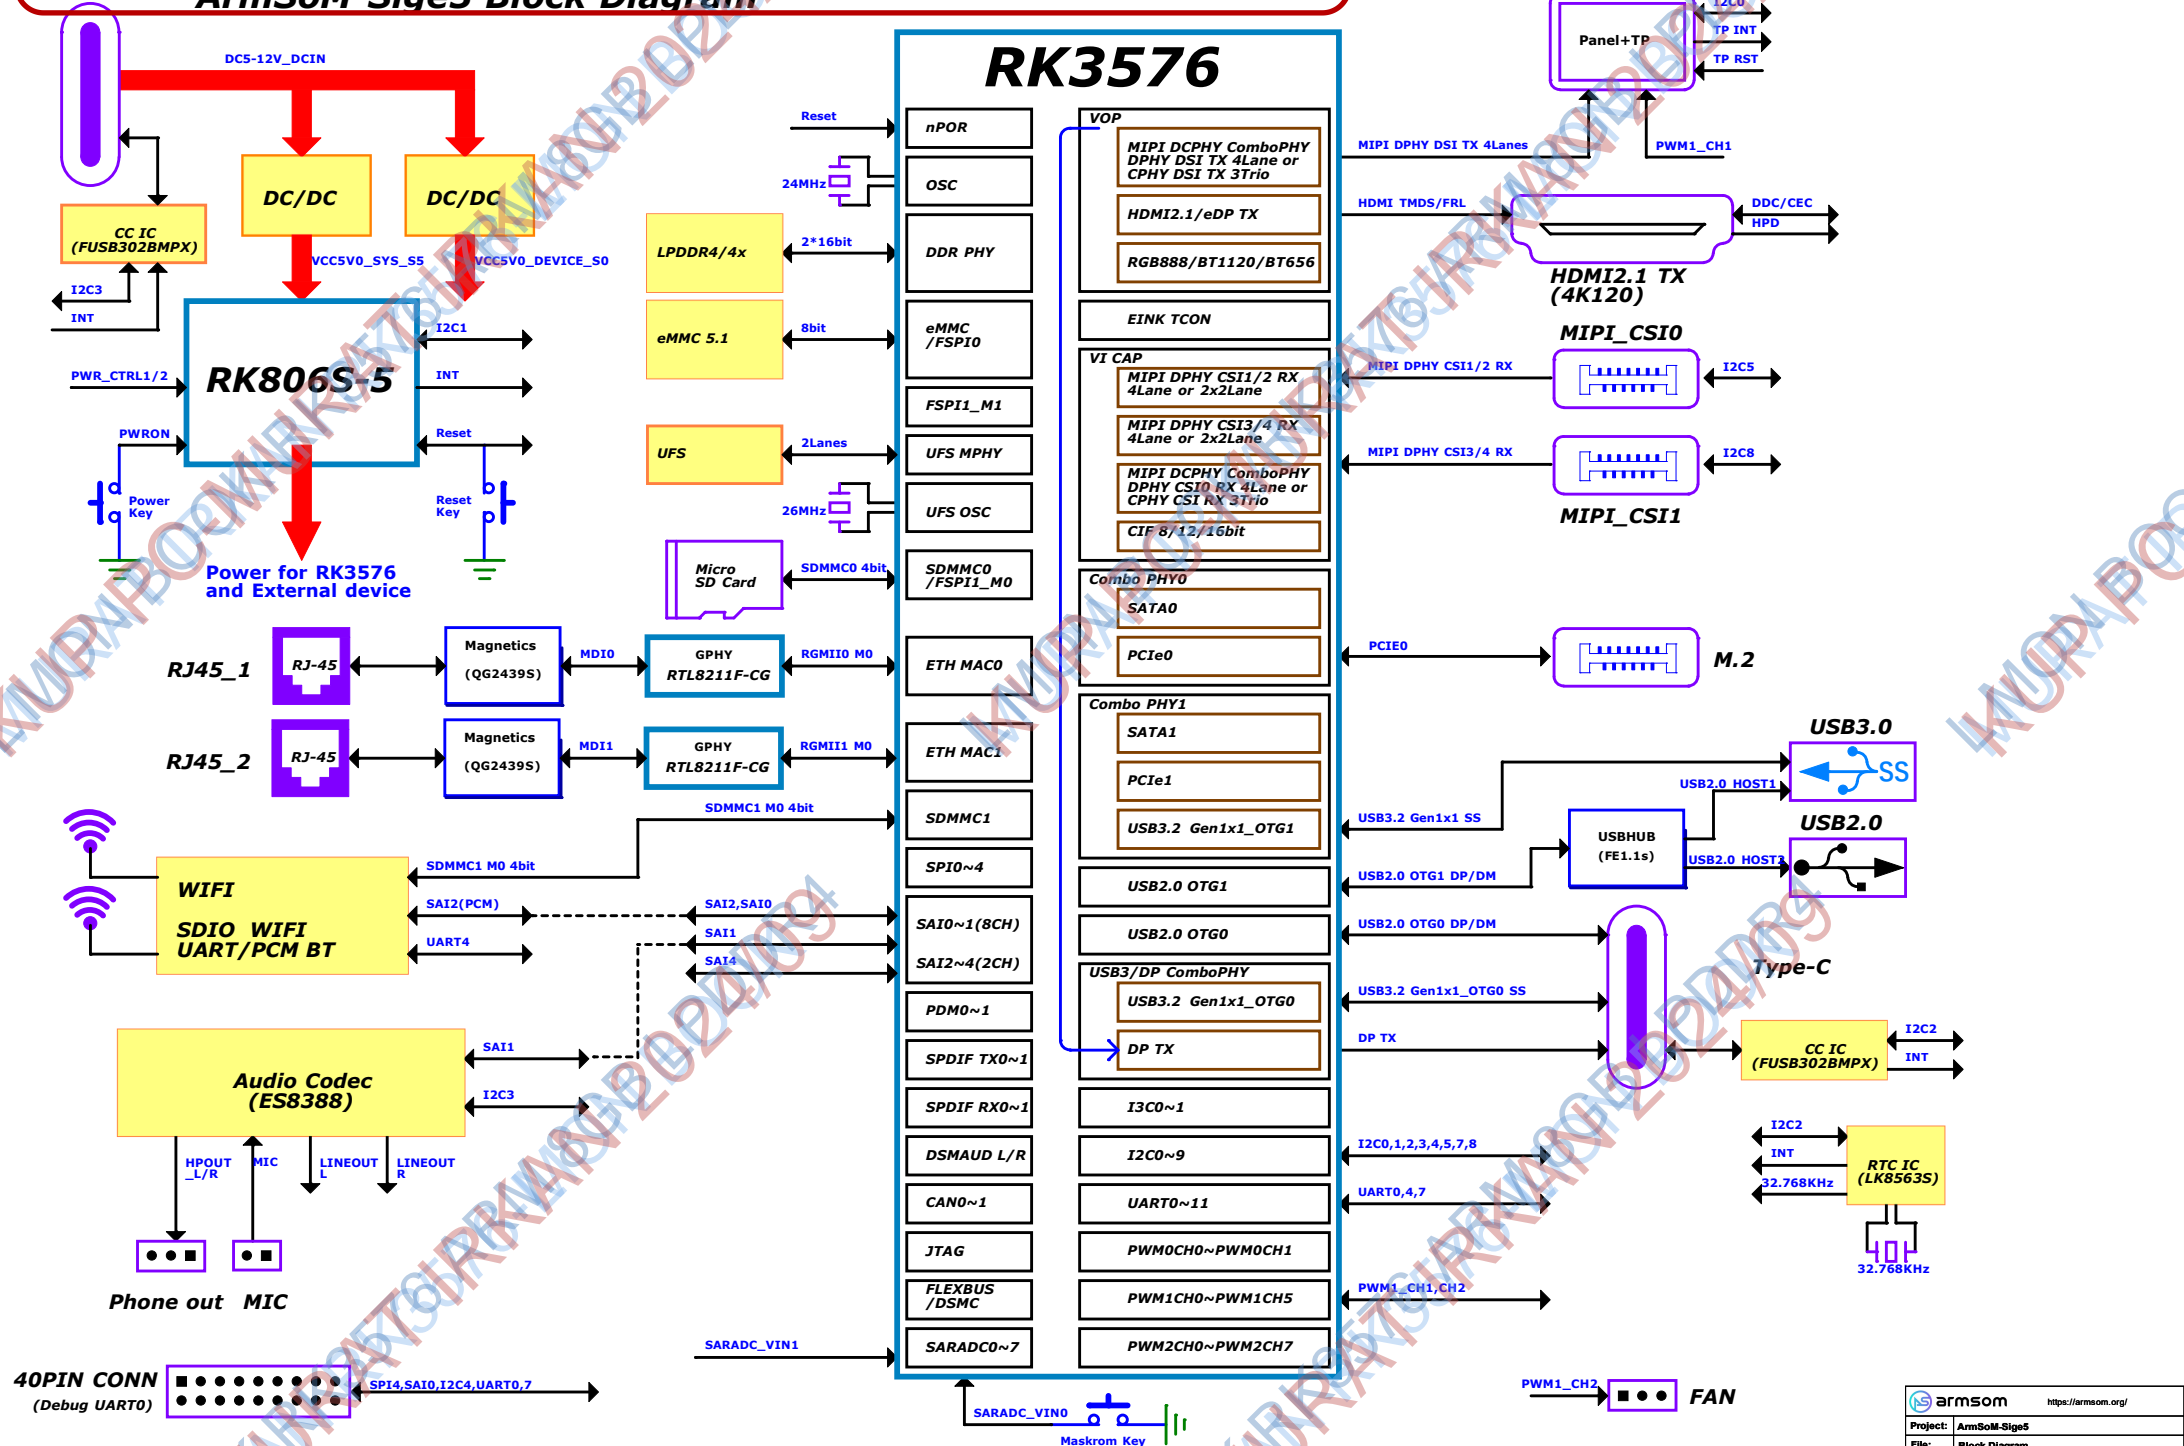 ArmSoM-Sige5 Block Diagram
DC5-12V_DCIN
DC/DC
DC/DC
CC IC
(FUSB302BMPX)
I2C3
INT
VCC5V0_SYS_S5
VCC5V0_DEVICE_S0
RK806S-5
PWR_CTRL1/2
PWRON
I2C1
INT
Reset
Power
Key
Reset
Key
Power for RK3576
and External device
RJ45_1
RJ-45
Magnetics
(QG2439S)
MDI0
GPHY
RTL8211F-CG
RGMII0 M0
RJ45_2
RJ-45
Magnetics
(QG2439S)
MDI1
GPHY
RTL8211F-CG
RGMII1 M0
SDMMC1 M0 4bit
WIFI
SDIO WIFI
UART/PCM BT
SDMMC1 M0 4bit
SAI2(PCM)
UART4
SAI2,SAI0
SAI1
SAI4
Audio Codec
(ES8388)
SAI1
I2C3
HPOUT
_L/R
MIC
LINEOUT
L
LINEOUT
R
Phone out
MIC
40PIN CONN
(Debug UART0)
SPI4,SAI0,I2C4,UART0,7
Reset
24MHz
LPDDR4/4x
2*16bit
eMMC 5.1
8bit
UFS
2Lanes
26MHz
Micro
SD Card
SDMMC0 4bit
SARADC_VIN1
SARADC_VIN0
Maskrom Key
RK3576
nPOR
OSC
DDR PHY
eMMC
/FSPI0
FSPI1_M1
UFS MPHY
UFS OSC
SDMMC0
/FSPI1_M0
ETH MAC0
ETH MAC1
SDMMC1
SPI0~4
SAI0~1(8CH)
SAI2~4(2CH)
PDM0~1
SPDIF TX0~1
SPDIF RX0~1
DSMAUD L/R
CAN0~1
JTAG
FLEXBUS
/DSMC
SARADC0~7
VOP
MIPI DCPHY ComboPHY
DPHY DSI TX 4Lane or
CPHY DSI TX 3Trio
HDMI2.1/eDP TX
RGB888/BT1120/BT656
EINK TCON
VI CAP
MIPI DPHY CSI1/2 RX
4Lane or 2x2Lane
MIPI DPHY CSI3/4 RX
4Lane or 2x2Lane
MIPI DCPHY ComboPHY
DPHY CSI0 RX 4Lane or
CPHY CSI RX 3Trio
CIF 8/12/16bit
Combo PHY0
SATA0
PCIe0
Combo PHY1
SATA1
PCIe1
USB3.2 Gen1x1_OTG1
USB2.0 OTG1
USB2.0 OTG0
USB3/DP ComboPHY
USB3.2 Gen1x1_OTG0
DP TX
I3C0~1
I2C0~9
UART0~11
PWM0CH0~PWM0CH1
PWM1CH0~PWM1CH5
PWM2CH0~PWM2CH7
Panel+TP
I2C0
TP INT
TP RST
MIPI DPHY DSI TX 4Lanes
PWM1_CH1
HDMI TMDS/FRL
DDC/CEC
HPD
HDMI2.1 TX
(4K120)
MIPI_CSI0
MIPI DPHY CSI1/2 RX
I2C5
MIPI DPHY CSI3/4 RX
I2C8
MIPI_CSI1
PCIE0
M.2
USB3.0
SS
USB2.0 HOST1
USB3.2 Gen1x1 SS
USB2.0
USBHUB
(FE1.1s)
USB2.0 HOST2
USB2.0 OTG1 DP/DM
USB2.0 OTG0 DP/DM
Type-C
USB3.2 Gen1x1_OTG0 SS
DP TX
CC IC
(FUSB302BMPX)
I2C2
INT
I2C0,1,2,3,4,5,7,8
UART0,4,7
I2C2
INT
32.768KHz
RTC IC
(LK8563S)
32.768KHz
PWM1_CH1,CH2
PWM1_CH2
FAN
armsom
https://armsom.org/
Project:
ArmSoM-Sige5
File:
Block Diagram